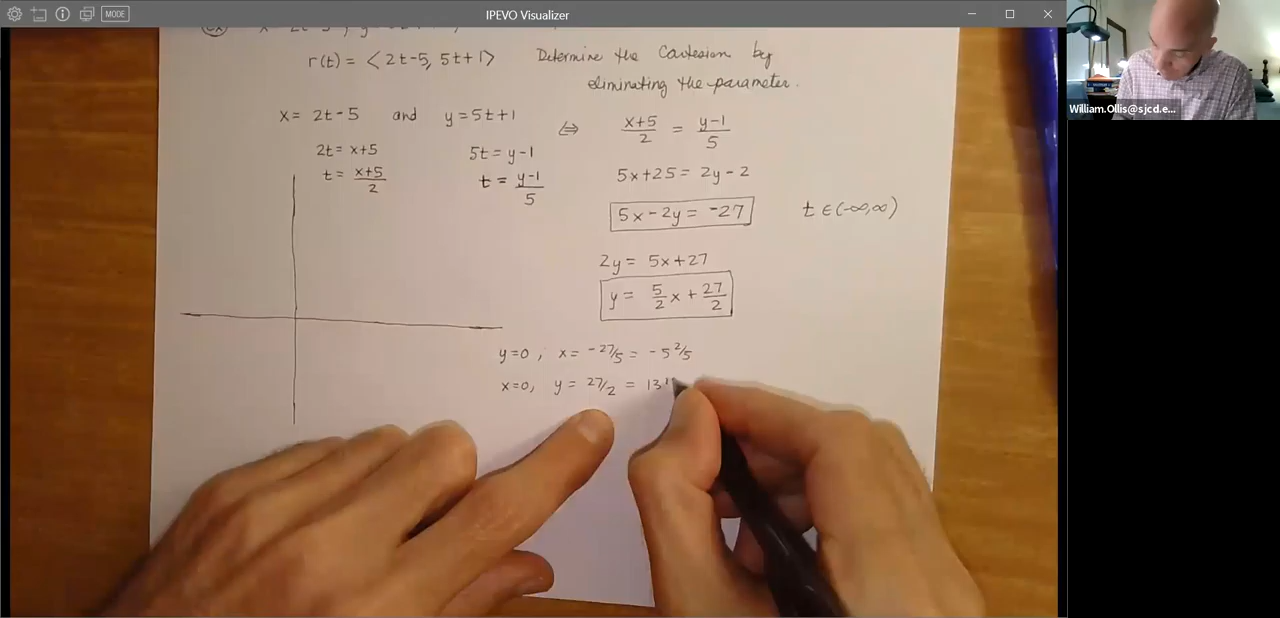 MODE
IPEVO Visualizer
r(t) = <2t-5, 5t+1> Determine the Cartesian by
eliminating the parameter.
x = 2t-5 and y = 5t+1 ⇔ x+5/2 = y-1/5
2t = x+5 5t = y-1
t = x+5/2 t = y-1/5
5x+25 = 2y-2
5x-2y = -27 t ∈ (-∞,∞)
2y = 5x+27
y = 5/2 x + 27/2
y=0, x = -27/5 = -5 2/5
x=0, y = 27/2 = 13
William.Ollis@sjcd.e...